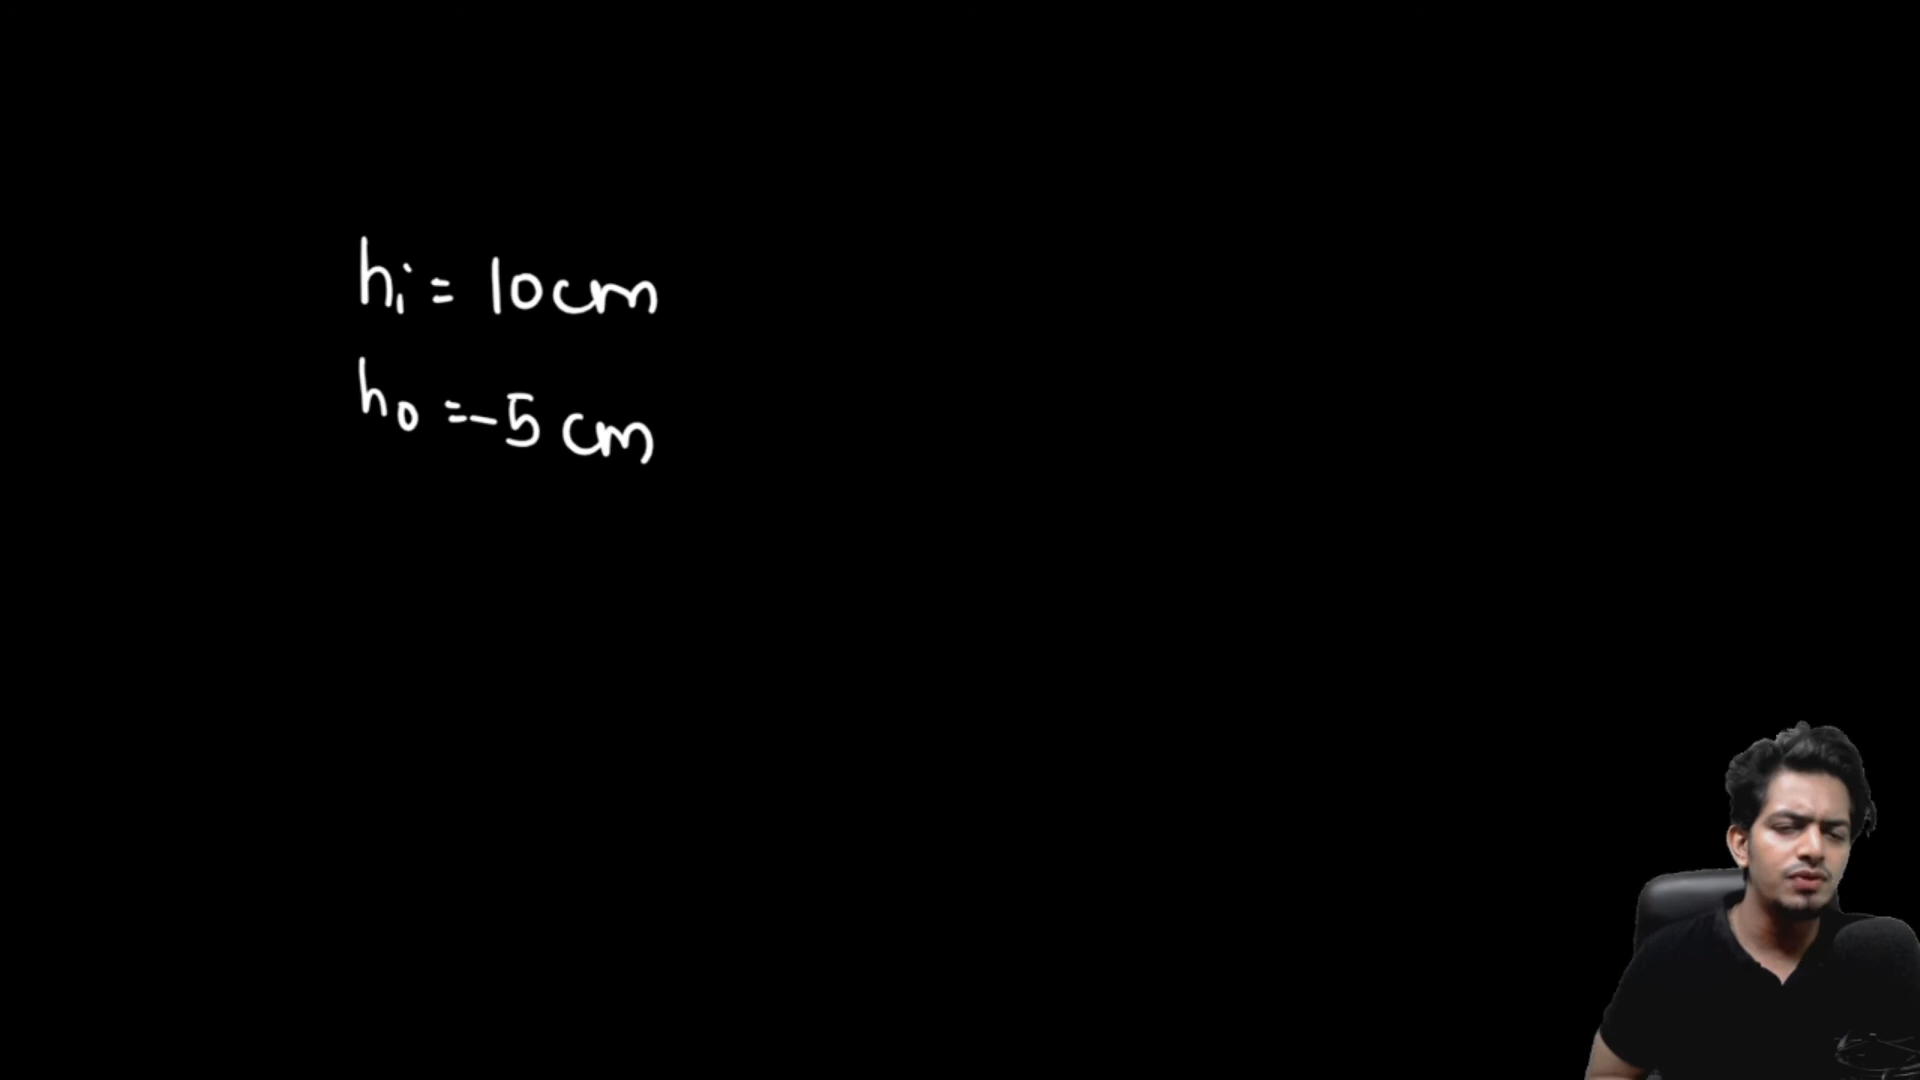 hi = 10cm
ho = -5 cm